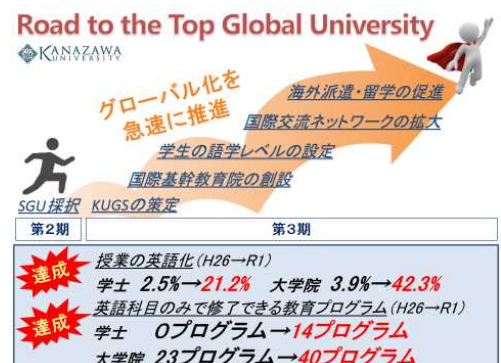 Road to the Top Global University
KANAZAWA
UNIVERSITY
グローバル化を
急速に推進
海外派遣・留学の促進
国際交流ネットワークの拡大
学生の語学レベルの設定
国際基幹教育院の創設
SGU採択 KUGSの策定
第2期 第3期
達成 授業の英語化(H26→R1)
学士 2.5%→21.2% 大学院 3.9%→42.3%
達成 英語科目のみで修了できる教育プログラム(H26→R1)
学士 0プログラム→14プログラム
大学院 23プログラム→40プログラム